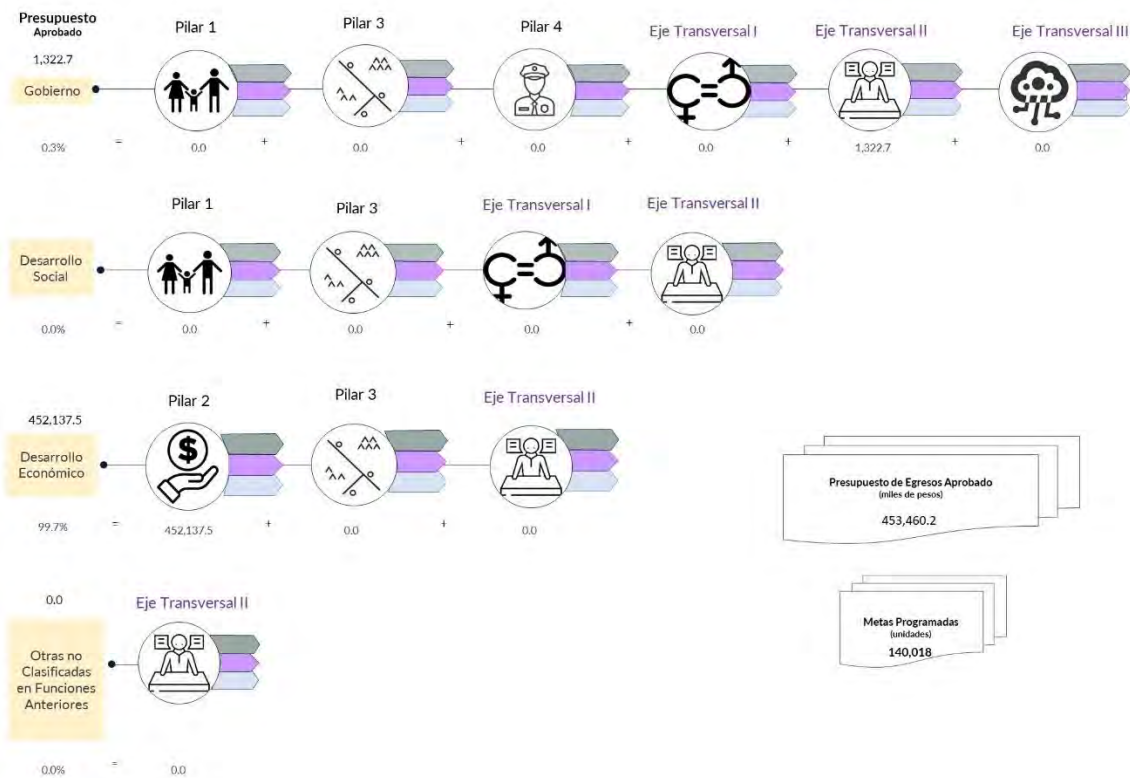 Presupuesto
Aprobado
Pilar 1
Pilar 3
Pilar 4
Eje Transversal I
Eje Transversal II
Eje Transversal III
1,322.7
Gobierno
0.3%
=
0.0
+
0.0
+
0.0
+
0.0
+
1,322.7
+
0.0
Pilar 1
Pilar 3
Eje Transversal I
Eje Transversal II
Desarrollo
Social
0.0%
=
0.0
+
0.0
+
0.0
+
0.0
452,137.5
Pilar 2
Pilar 3
Eje Transversal II
Desarrollo
Económico
99.7%
=
452,137.5
+
0.0
+
0.0
Presupuesto de Egresos Aprobado
(miles de pesos)
453,460.2
0.0
Eje Transversal II
Otras no
Clasificadas
en Funciones
Anteriores
0.0%
=
0.0
Metas Programadas
(unidades)
140,018